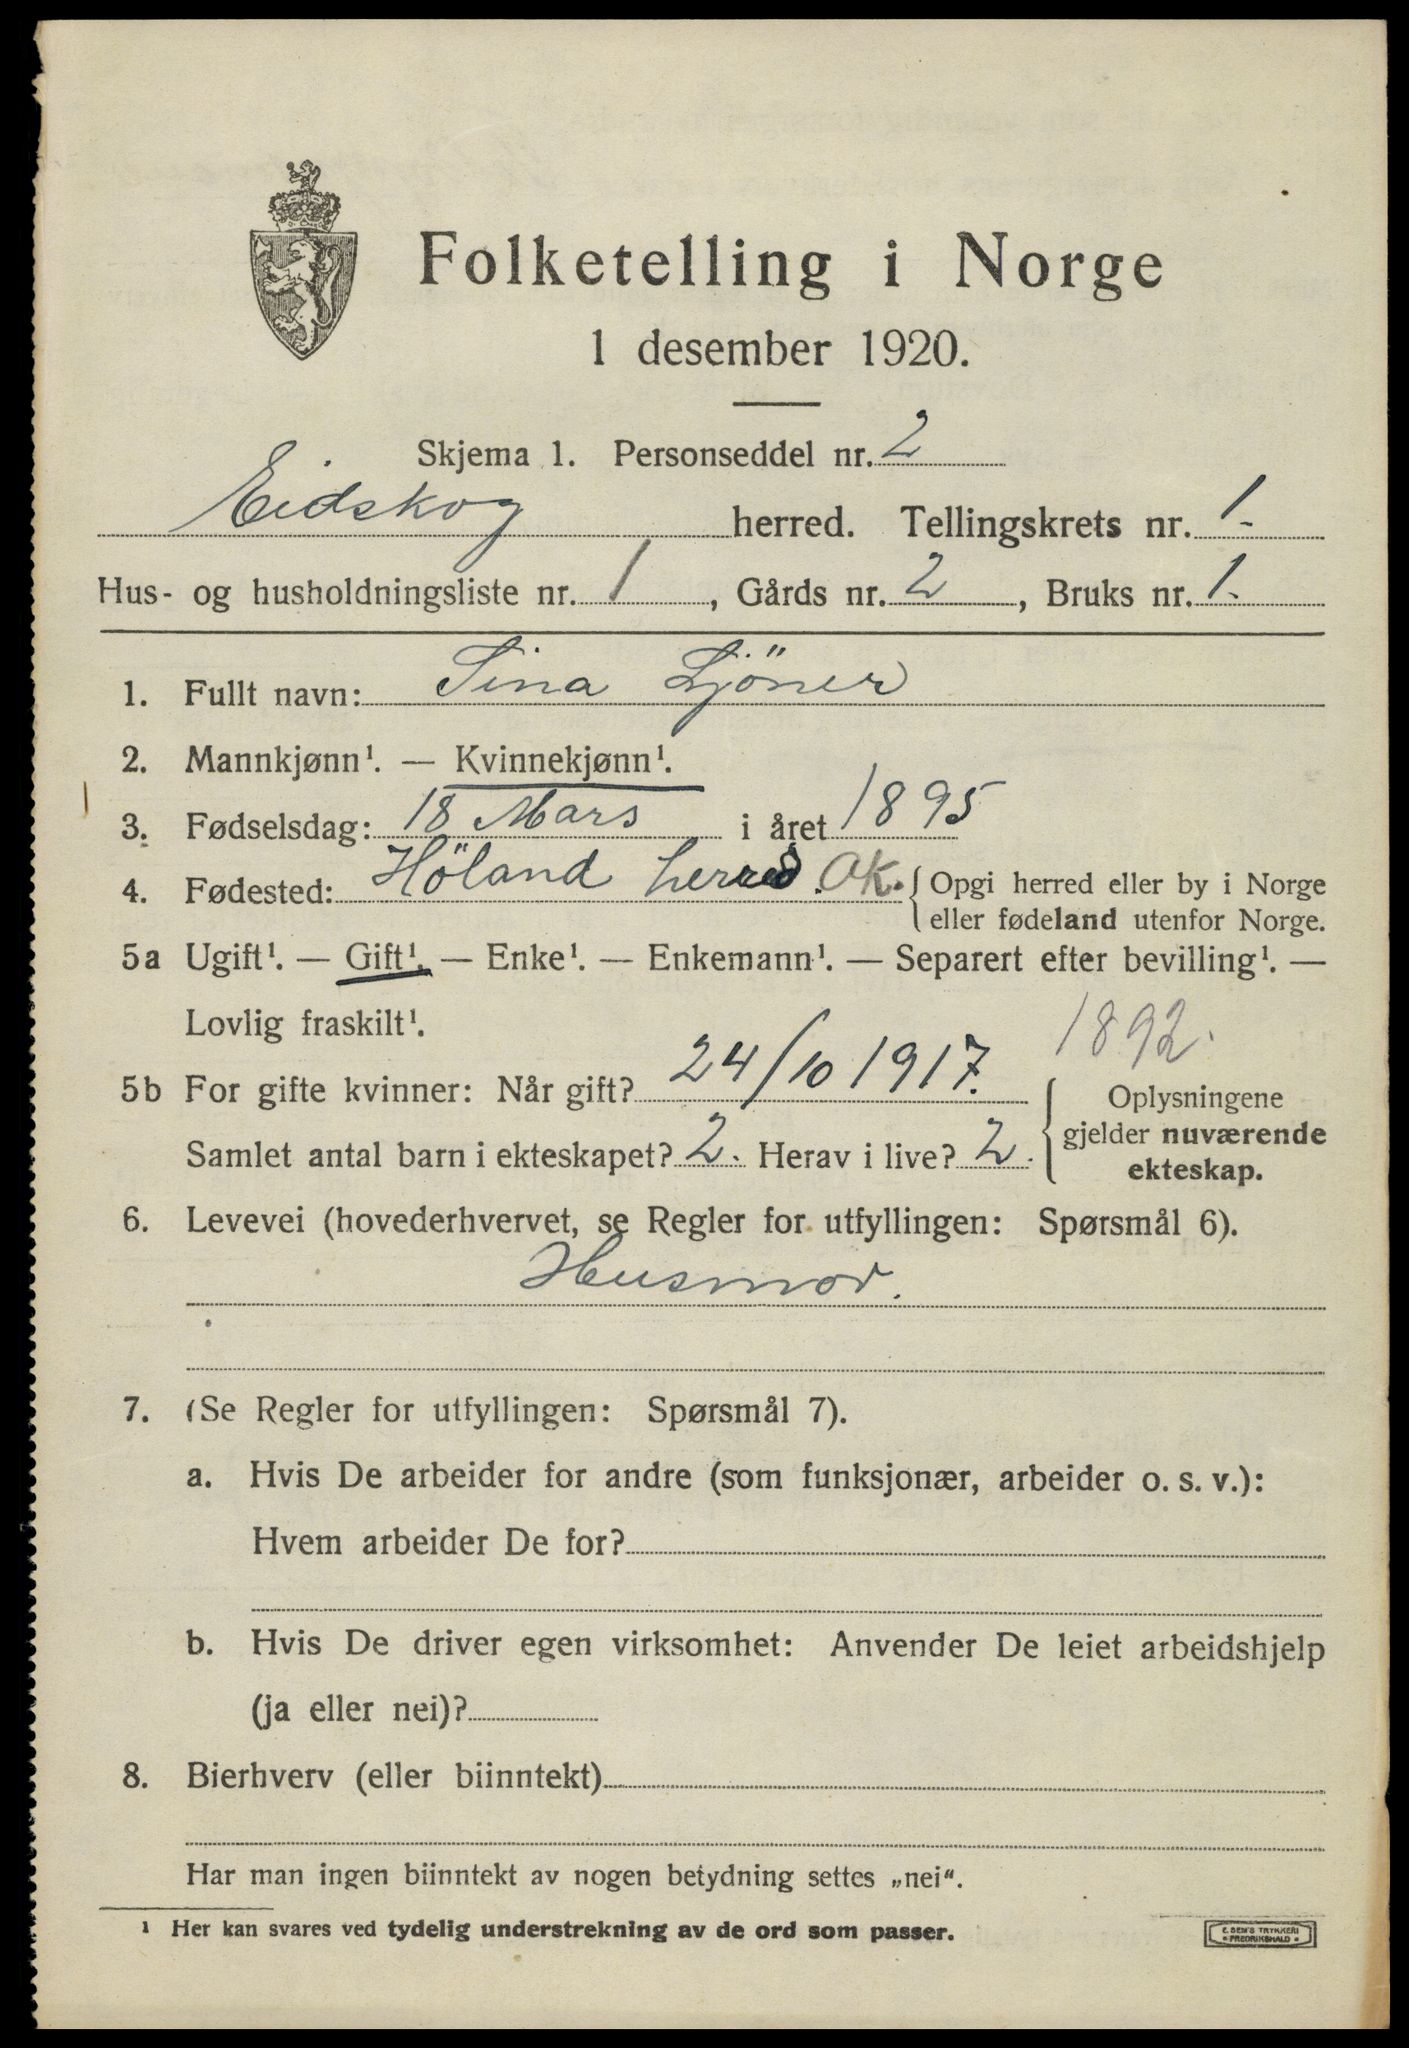 Folketelling i Norge
1 desember 1920.
Skjema 1. Personseddel nr. 2
Eidskog herred. Tellingskrets nr. 1.
Hus- og husholdningsliste nr. 1, Gårds nr. 2, Bruks nr. 1.
1. Fullt navn: Sina Ljöner
2. Mannkjønn¹. — Kvinnekjønn¹.
3. Fødselsdag: 18 Mars i året 1895
4. Fødested: Höland herred. Ak. { Opgi herred eller by i Norge
eller fødeland utenfor Norge.
5a Ugift¹. — Gift¹. — Enke¹. — Enkemann¹. — Separert efter bevilling¹. —
Lovlig fraskilt¹.
1892.
5b For gifte kvinner: Når gift? 24/10 1917. { Oplysningene
gjelder nuværende
Samlet antal barn i ekteskapet? 2. Herav i live? 2.
ekteskap.
6. Levevei (hovederhvervet, se Regler for utfyllingen: Spørsmål 6).
Husmor.
7. (Se Regler for utfyllingen: Spørsmål 7).
a. Hvis De arbeider for andre (som funksjonær, arbeider o. s. v.):
Hvem arbeider De for?
b. Hvis De driver egen virksomhet: Anvender De leiet arbeidshjelp
(ja eller nei)?
8. Bierhverv (eller biinntekt)
Har man ingen biinntekt av nogen betydning settes „nei“.
¹ Her kan svares ved tydelig understrekning av de ord som passer.
E. SEM'S TRYKKERI
FREDRIKSHALD